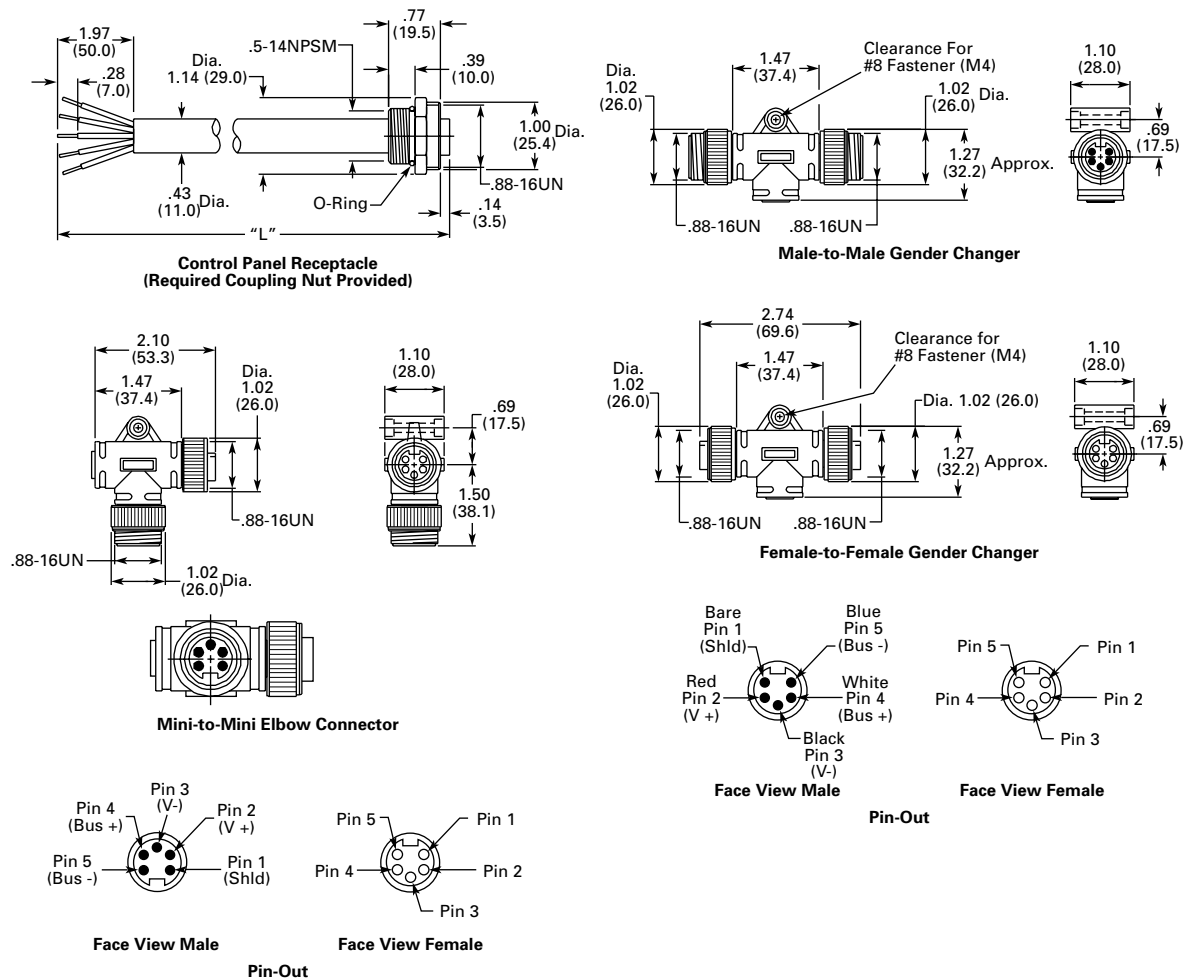 1.97
(50.0)
.28
(7.0)
Dia.
1.14 (29.0)
.5-14NPSM
.77
(19.5)
.39
(10.0)
1.00
(25.4)
Dia.
.88-16UN
.43
(11.0)
Dia.
O-Ring
.14
(3.5)
"L"
Control Panel Receptacle
(Required Coupling Nut Provided)
Dia.
1.02
(26.0)
1.47
(37.4)
Clearance For
#8 Fastener (M4)
1.02
(26.0)
Dia.
1.27
(32.2)
Approx.
.88-16UN
.88-16UN
1.10
(28.0)
.69
(17.5)
Male-to-Male Gender Changer
2.10
(53.3)
1.47
(37.4)
Dia.
1.02
(26.0)
.88-16UN
.88-16UN
1.02
(26.0)
Dia.
1.10
(28.0)
.69
(17.5)
1.50
(38.1)
Mini-to-Mini Elbow Connector
2.74
(69.6)
1.47
(37.4)
Dia.
1.02
(26.0)
Clearance for
#8 Fastener (M4)
Dia. 1.02 (26.0)
1.27
(32.2)
Approx.
.88-16UN
.88-16UN
1.10
(28.0)
.69
(17.5)
Female-to-Female Gender Changer
Bare
Pin 1
(Shld)
Blue
Pin 5
(Bus -)
Red
Pin 2
(V +)
White
Pin 4
(Bus +)
Black
Pin 3
(V-)
Face View Male
Pin 5
Pin 1
Pin 4
Pin 2
Pin 3
Face View Female
Pin-Out
Pin 3
(V-)
Pin 4
(Bus +)
Pin 2
(V +)
Pin 5
(Bus -)
Pin 1
(Shld)
Face View Male
Pin 5
Pin 1
Pin 4
Pin 2
Pin 3
Face View Female
Pin-Out